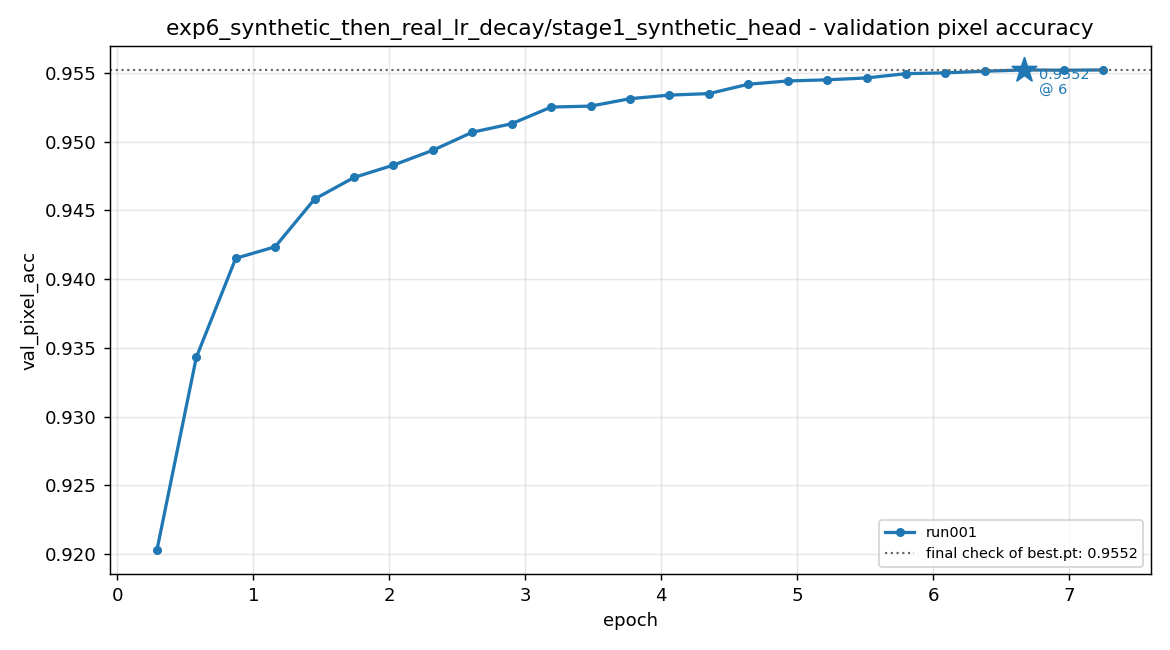 exp6_synthetic_then_real_lr_decay/stage1_synthetic_head - validation pixel accuracy
val_pixel_acc
0.955
0.950
0.945
0.940
0.935
0.930
0.925
0.920
0.9552
@ 6
run001
final check of best.pt: 0.9552
0 1 2 3 4 5 6 7
epoch